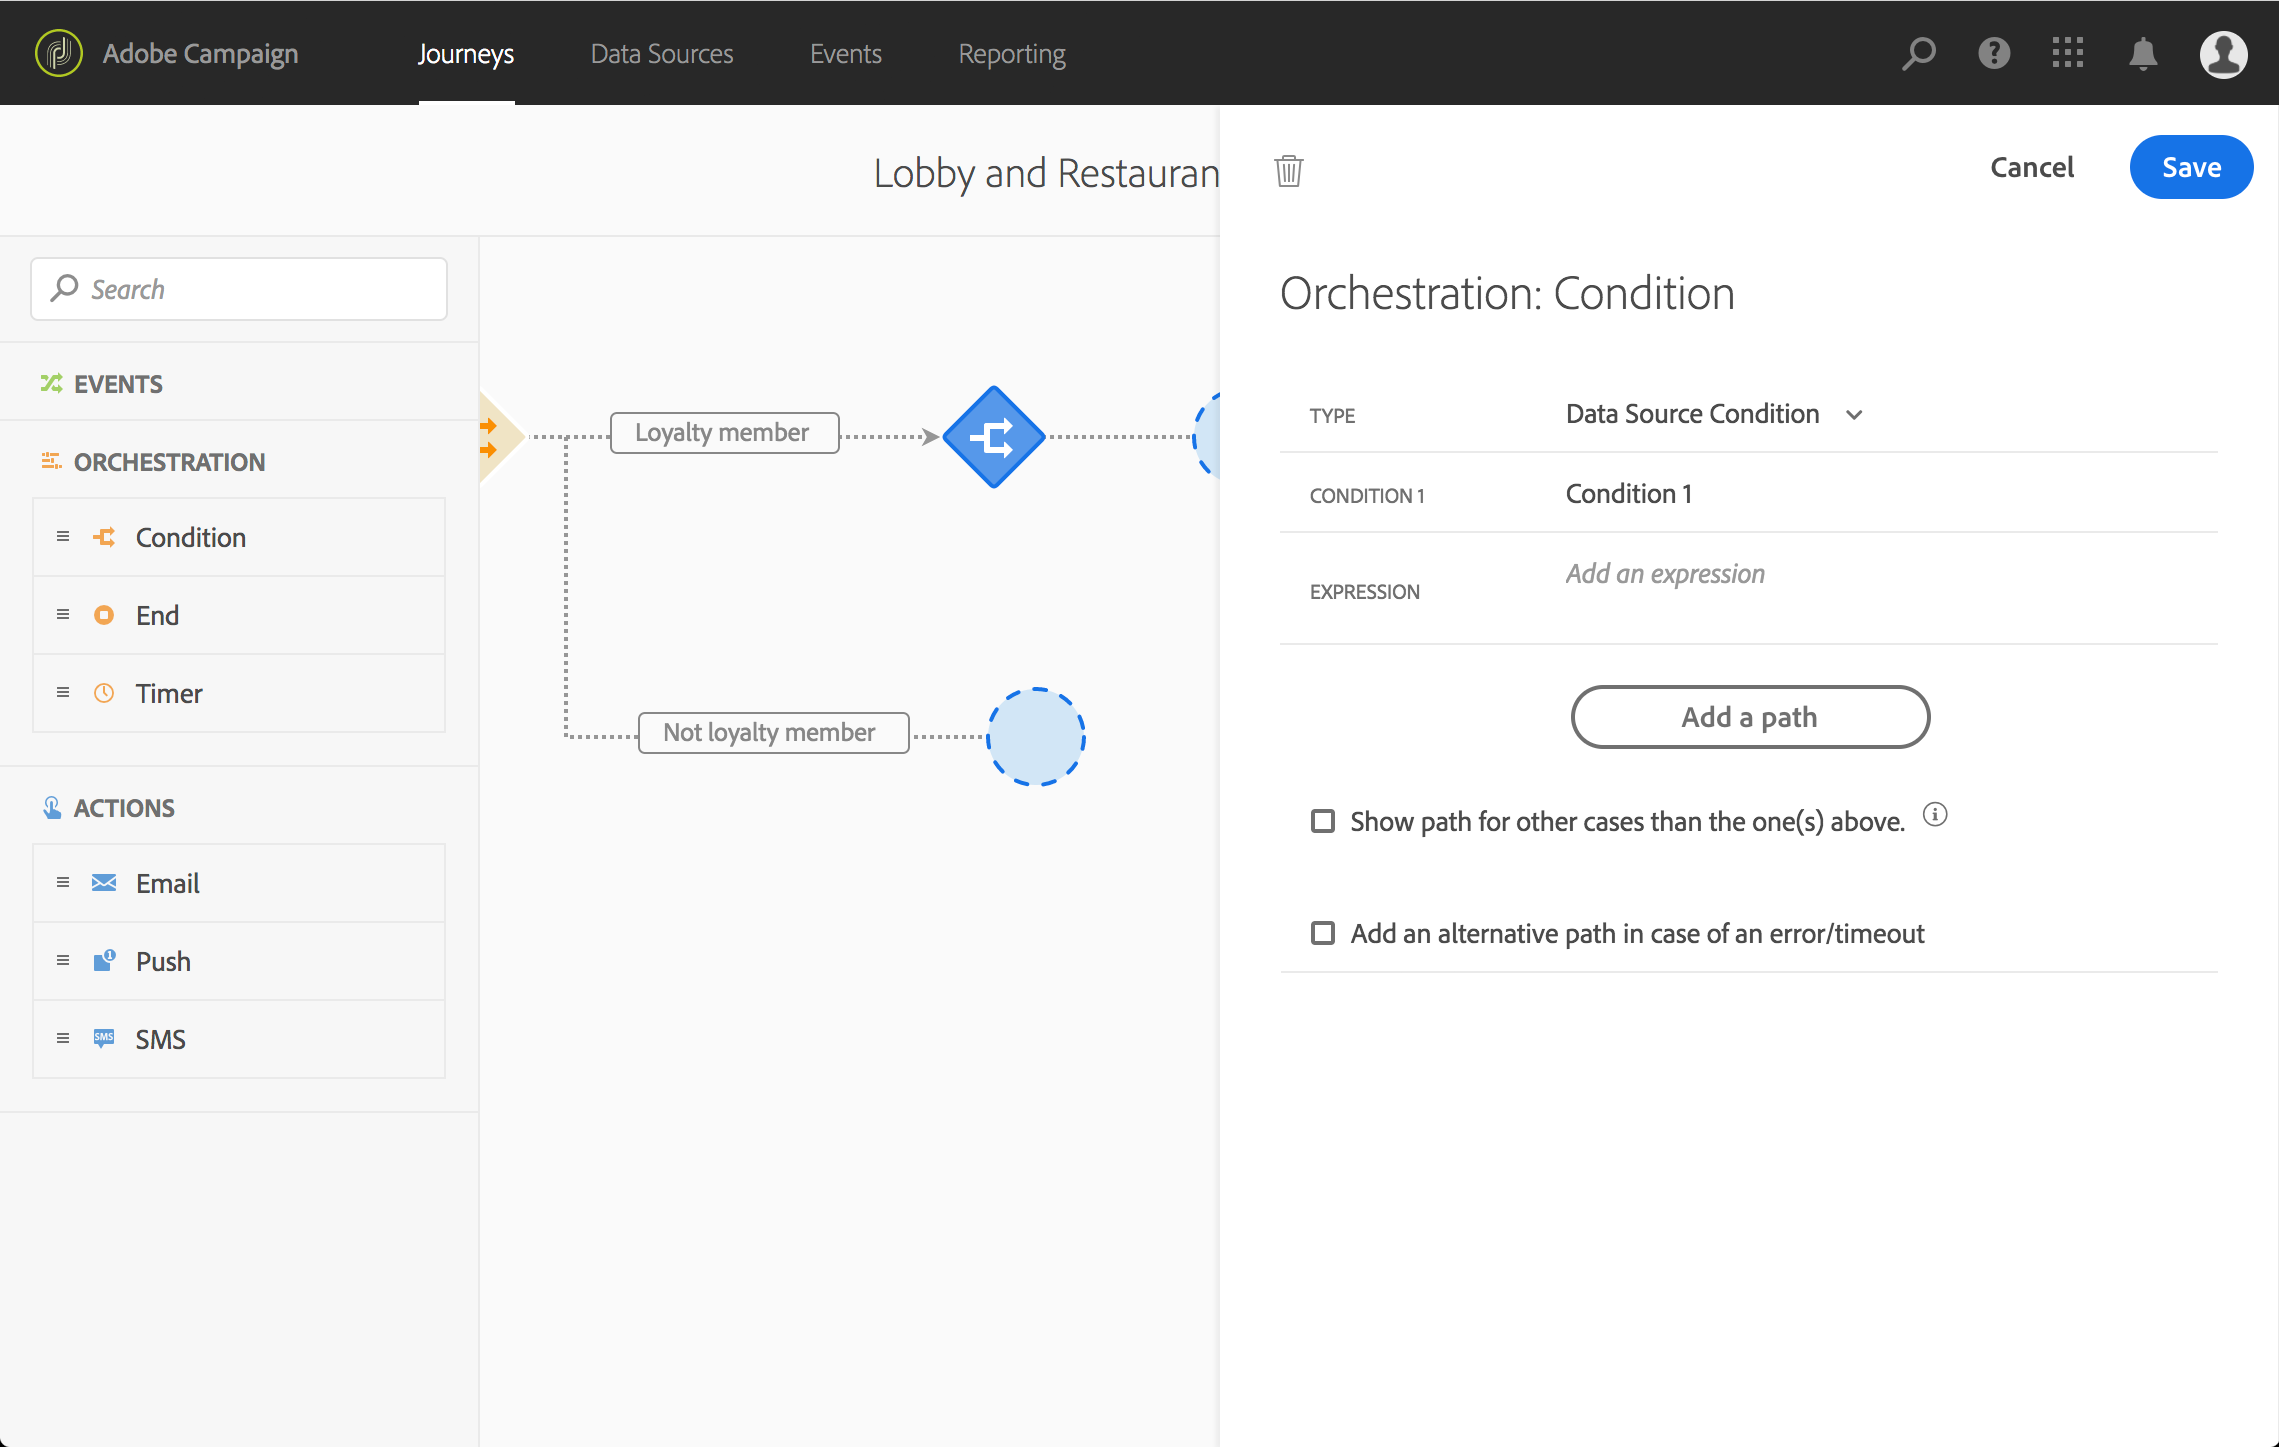 Adobe Campaign
Journeys
Data Sources
Events
Reporting
Lobby and Restauran
Cancel
Save
Search
EVENTS
ORCHESTRATION
Condition
End
Timer
ACTIONS
Email
1
Push
SMS
SMS
Loyalty member
Not loyalty member
Orchestration: Condition
TYPE
Data Source Condition
CONDITION 1
Condition 1
EXPRESSION
Add an expression
Add a path
Show path for other cases than the one(s) above.
Add an alternative path in case of an error/timeout